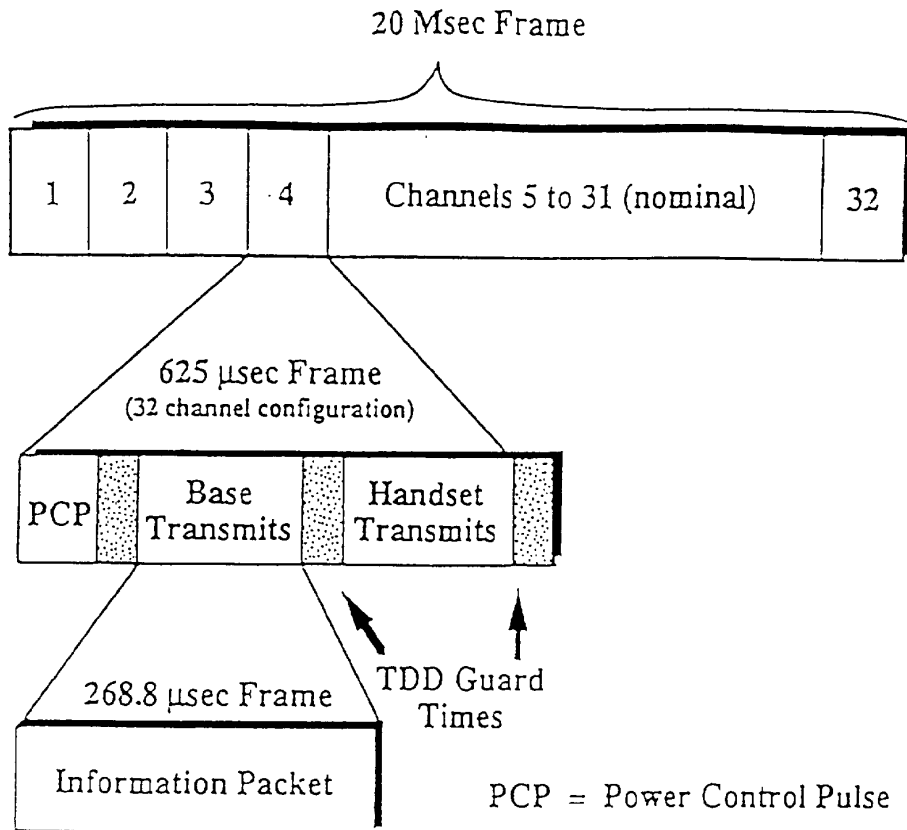 20 Msec Frame
1 2 3 4 Channels 5 to 31 (nominal) 32
625 µsec Frame
(32 channel configuration)
PCP
Base
Transmits
Handset
Transmits
TDD Guard
Times
268.8 µsec Frame
Information Packet
PCP = Power Control Pulse